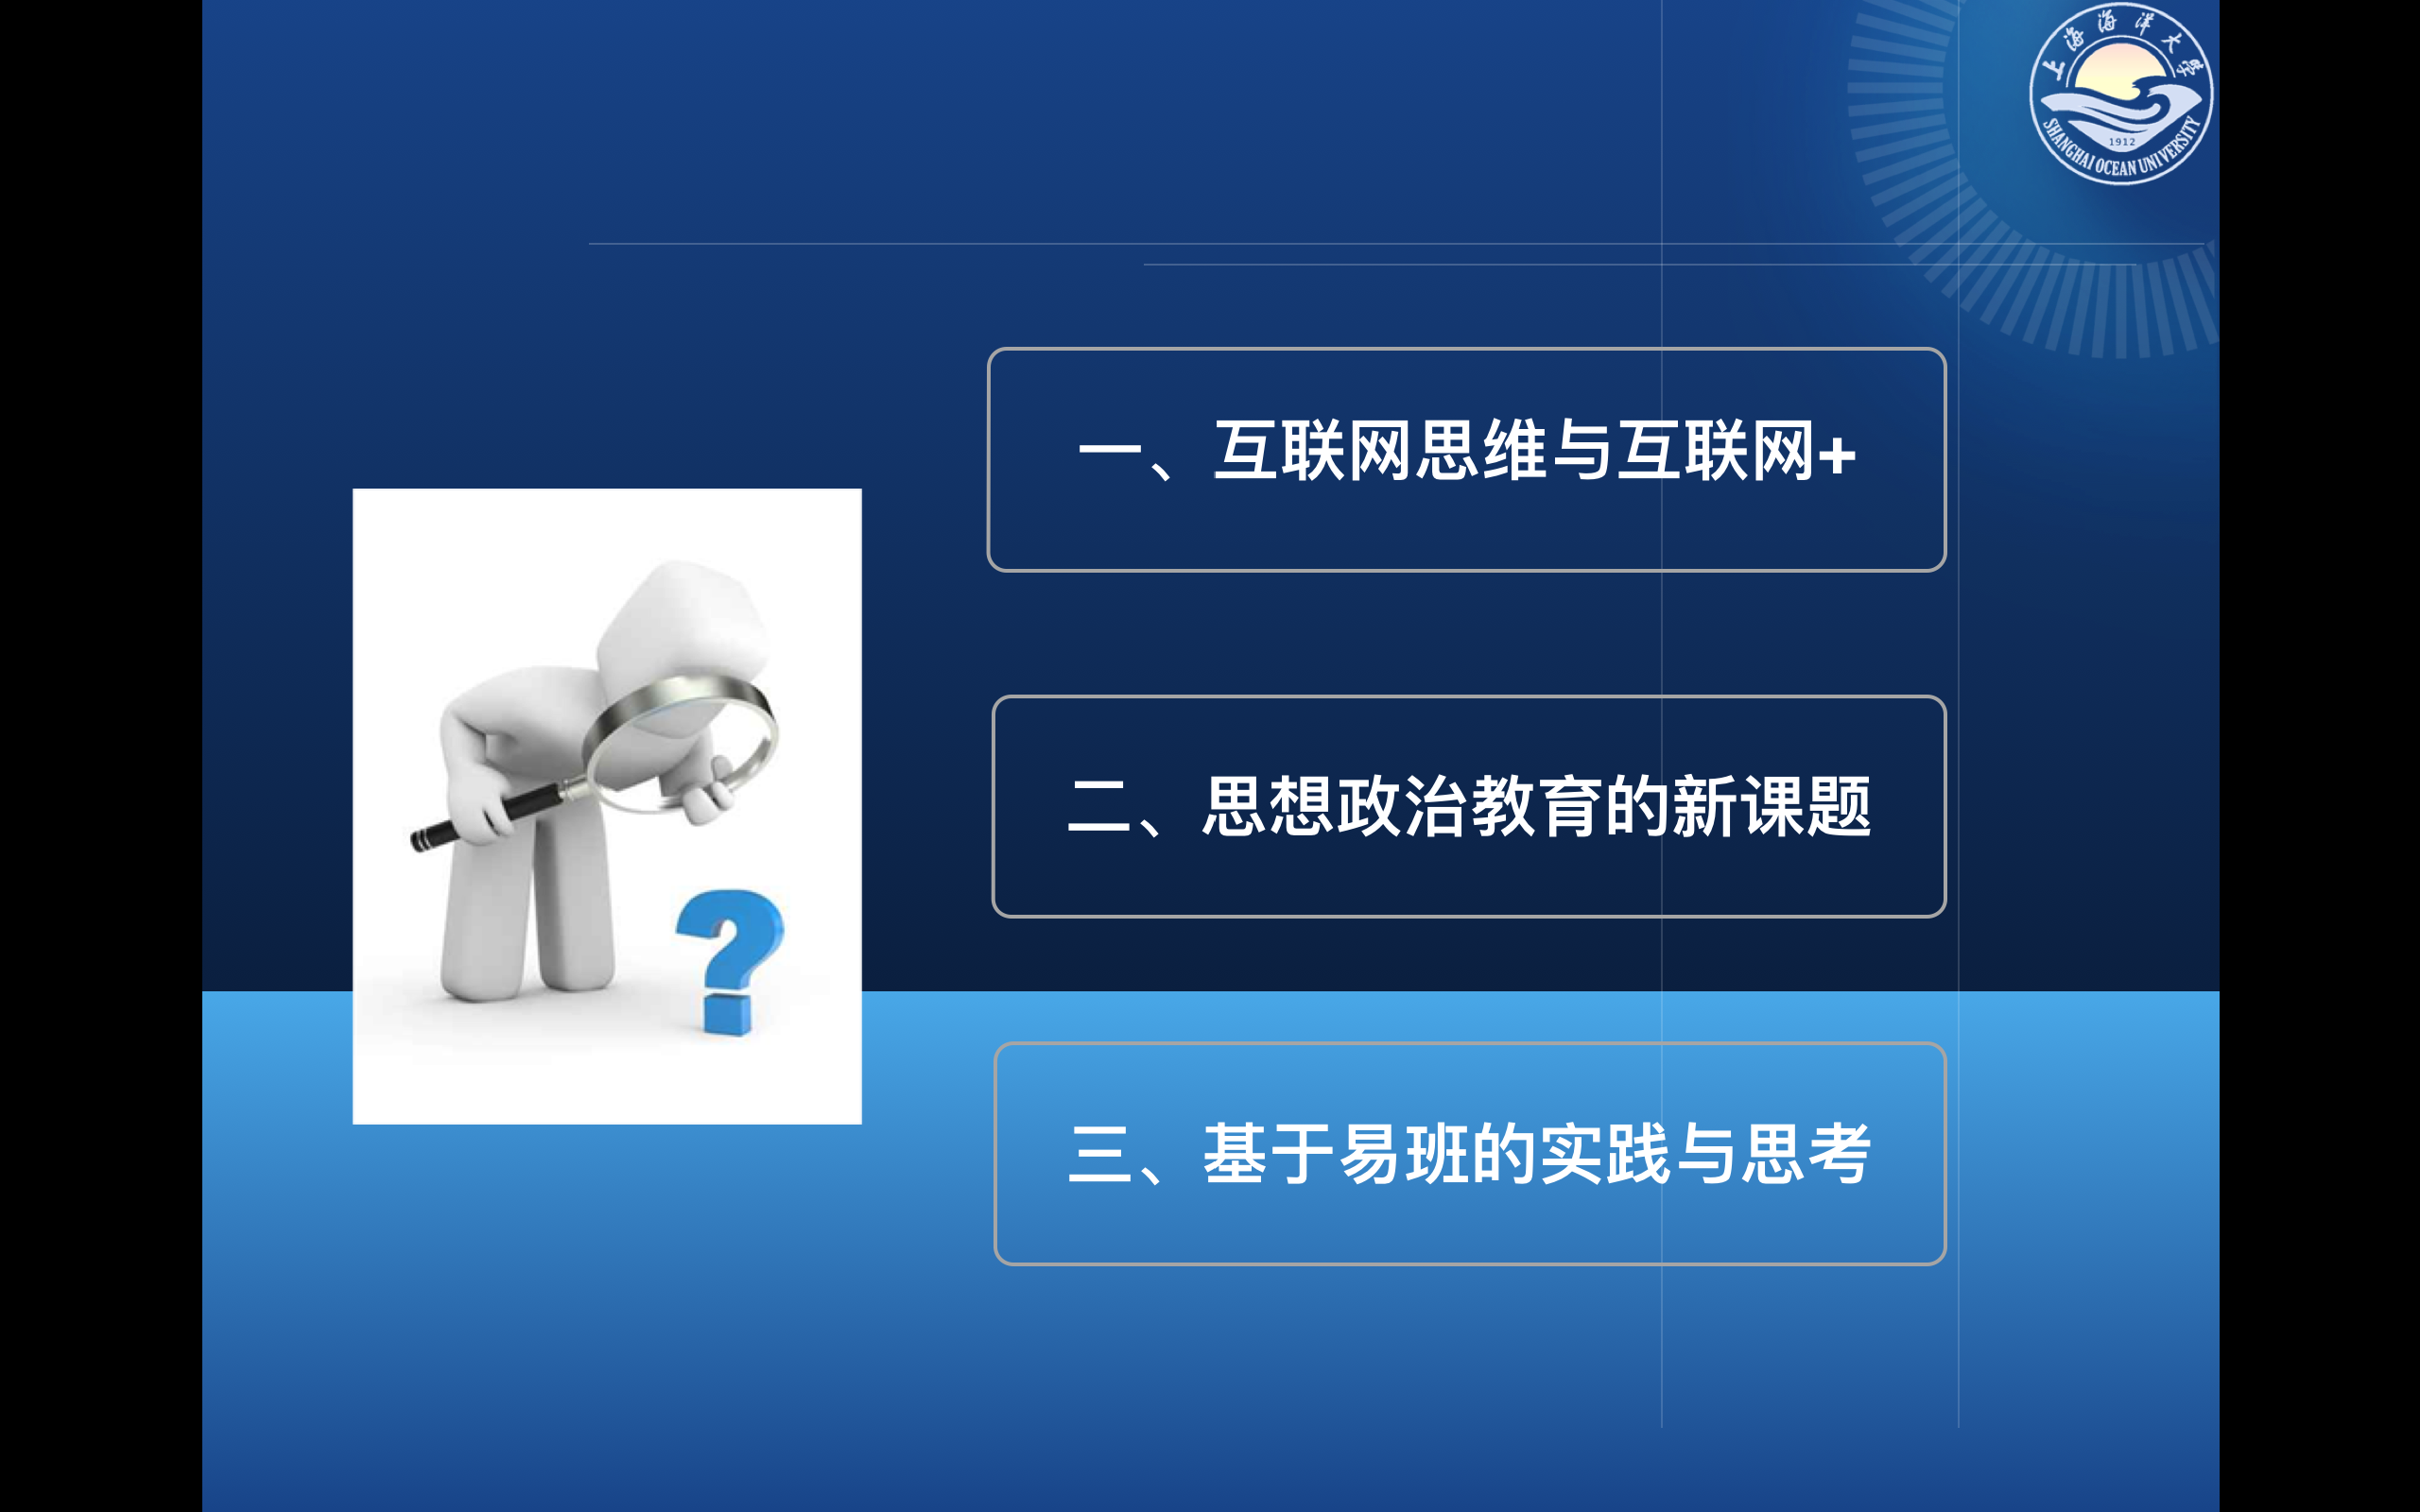 上海海洋大学
1912
SHANGHAI OCEAN UNIVERSITY
一、互联网思维与互联网+
二、思想政治教育的新课题
三、基于易班的实践与思考
?